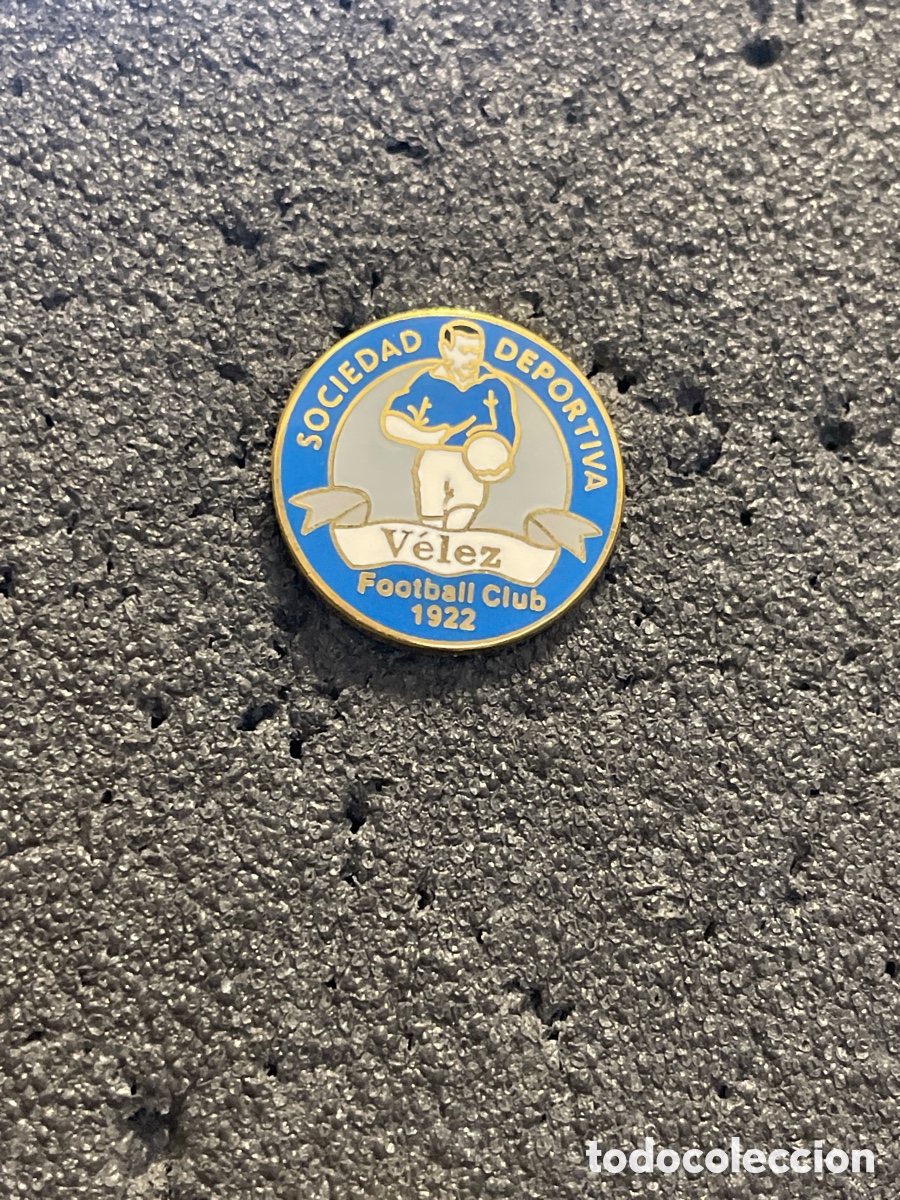 SOCIEDAD DEPORTIVA
Vélez
Football Club
1922
todocoleccion